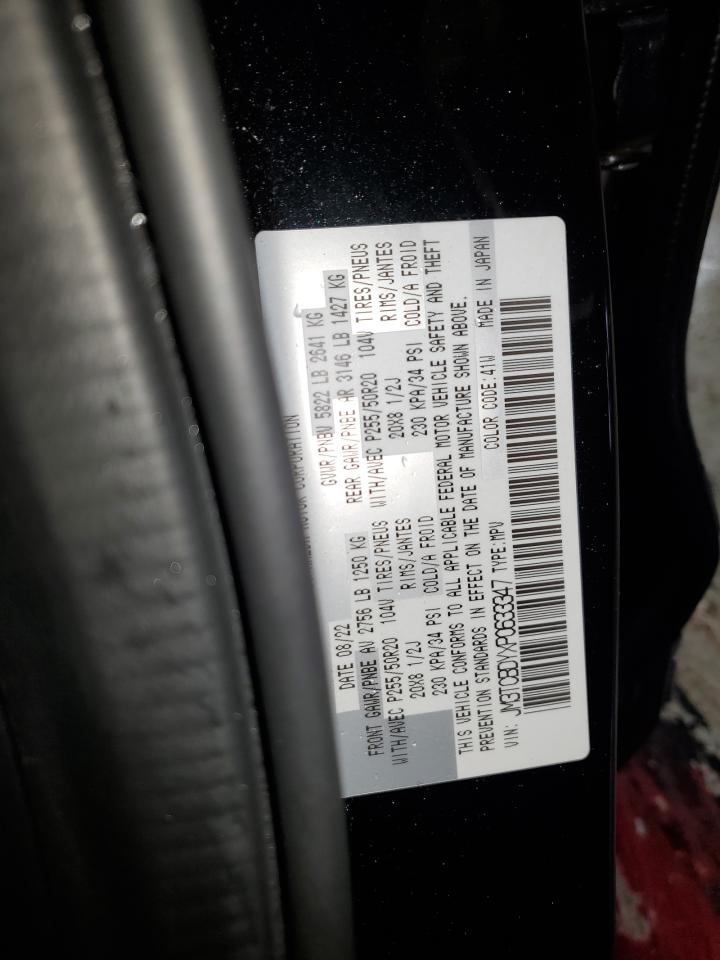 MOTOR CORPORATION
DATE 08/22 GVWR/PNBV 5822 LB 2641 KG
FRONT GAWR/PNBE AV 2756 LB 1250 KG REAR GAWR/PNBE AR 3146 LB 1427 KG
WITH/AVEC P255/50R20 104V TIRES/PNEUS WITH/AVEC P255/50R20 104V TIRES/PNEUS
20X8 1/2J RIMS/JANTES 20X8 1/2J RIMS/JANTES
230 KPA/34 PSI COLD/A FROID 230 KPA/34 PSI COLD/A FROID
THIS VEHICLE CONFORMS TO ALL APPLICABLE FEDERAL MOTOR VEHICLE SAFETY AND THEFT
PREVENTION STANDARDS IN EFFECT ON THE DATE OF MANUFACTURE SHOWN ABOVE.
VIN: JM3TCBDYXP0633347 TYPE:MPV COLOR CODE:41W MADE IN JAPAN